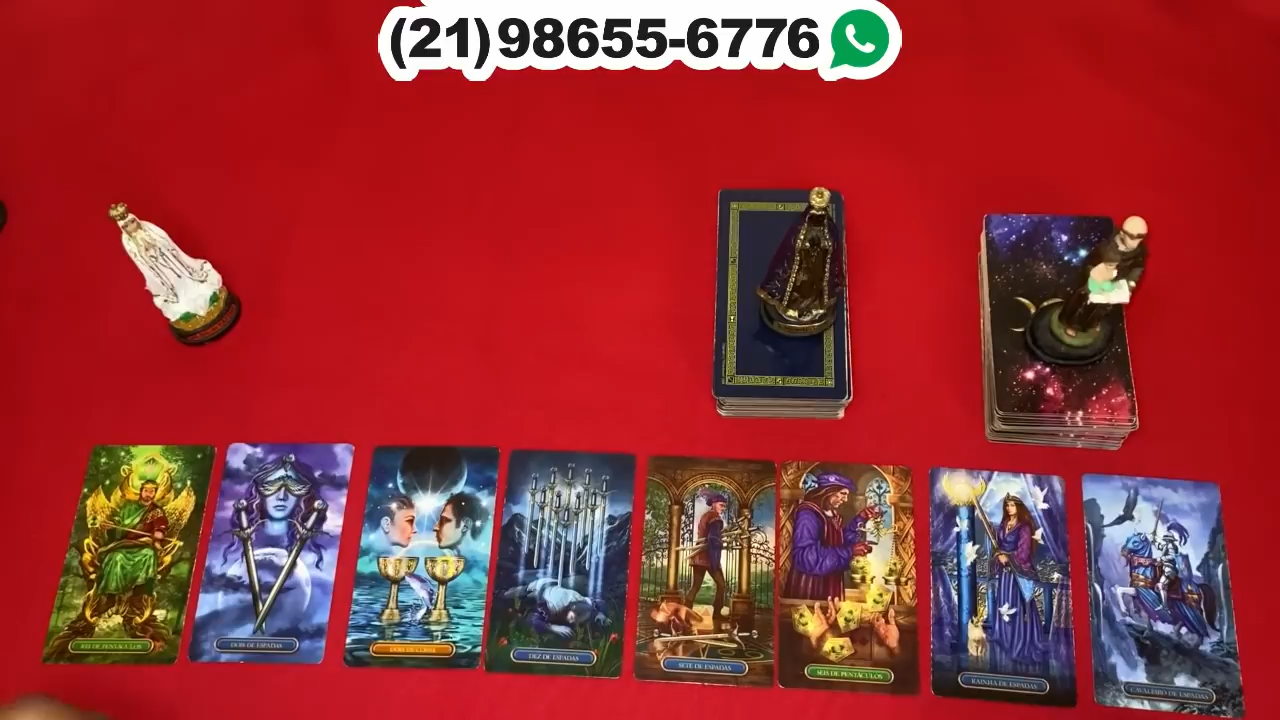 (21)98655-6776
REI DE PENTÁCULOS
DOIS DE ESPADAS
DOIS DE COPAS
DEZ DE ESPADAS
SETE DE ESPADAS
SEIS DE PENTÁCULOS
RAINHA DE ESPADAS
CAVALEIRO DE ESPADAS